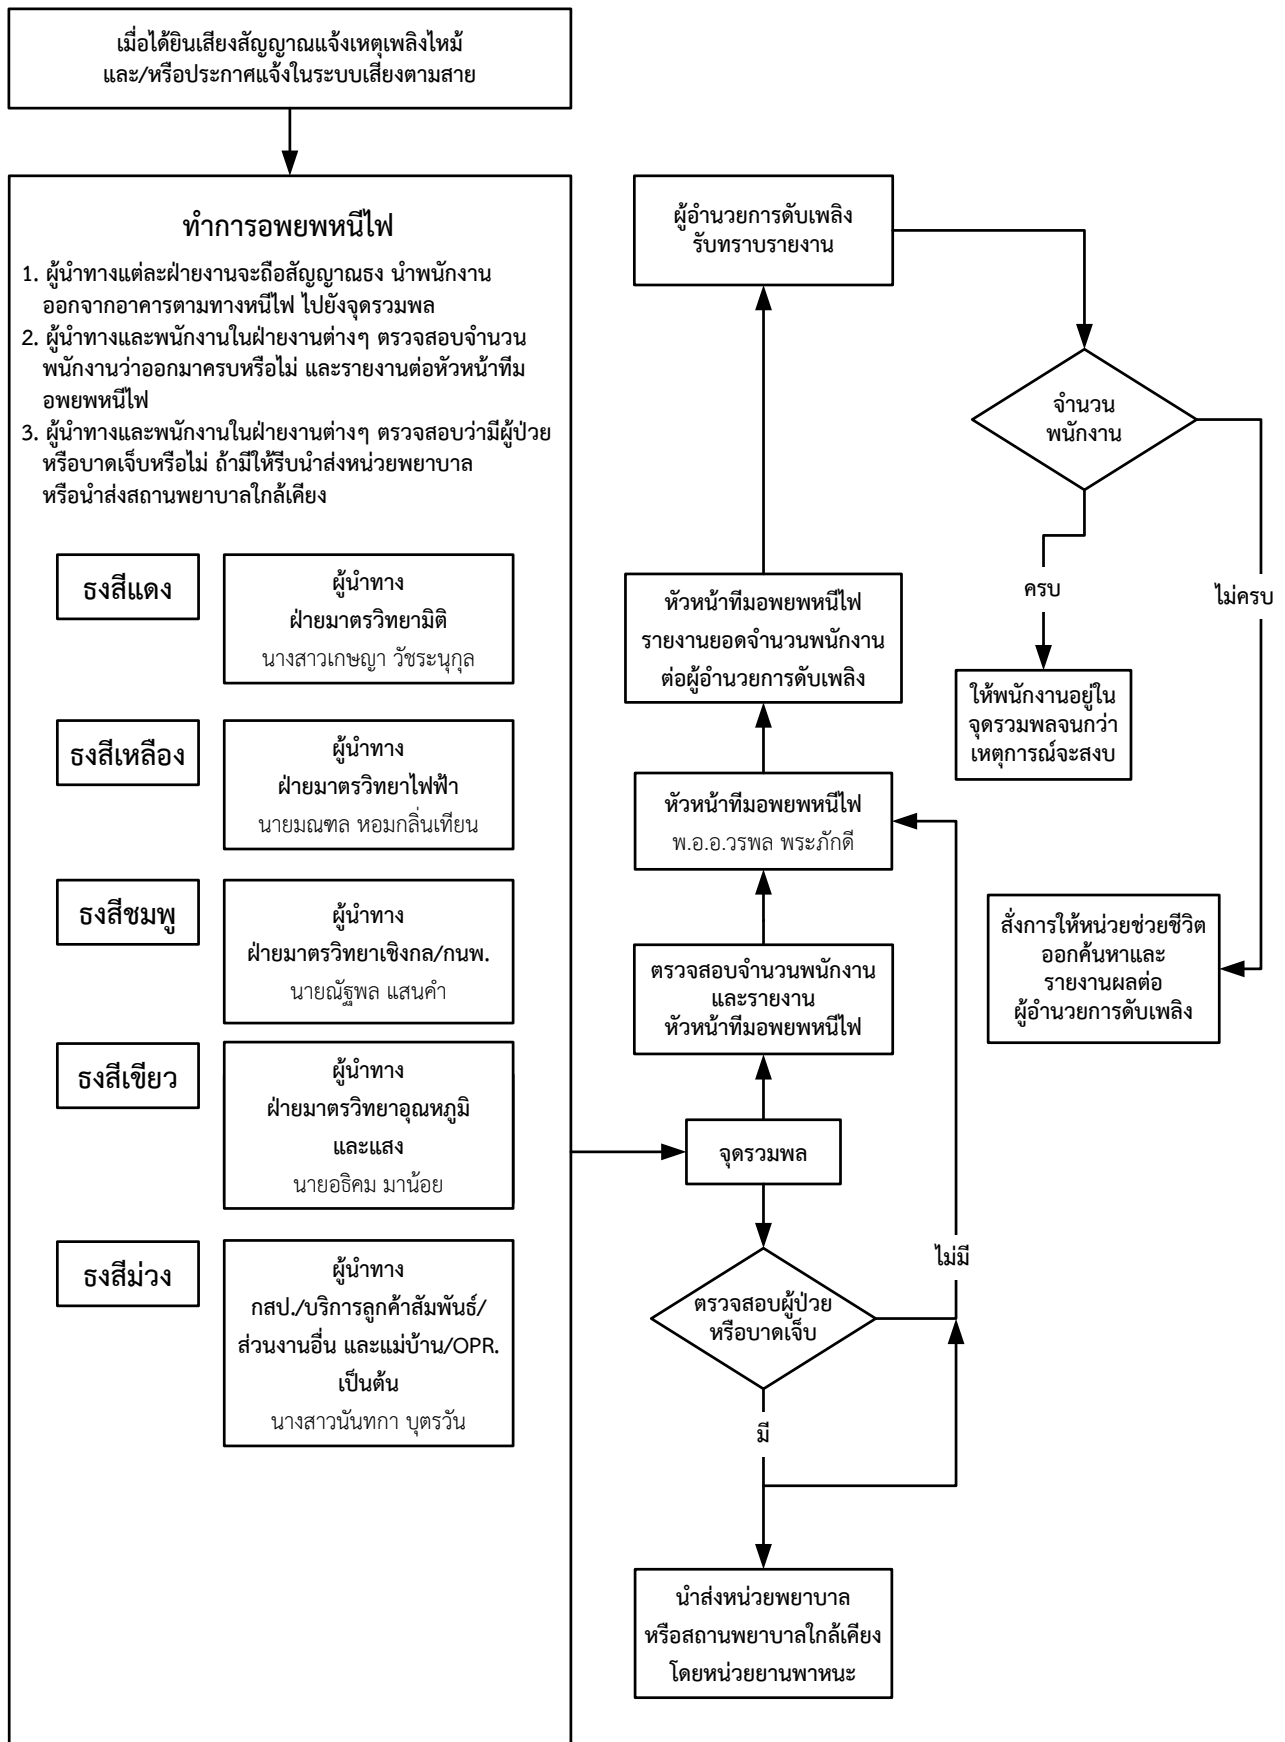 เมื่อได้ยินเสียงสัญญาณแจ้งเหตุเพลิงไหม้
และ/หรือประกาศแจ้งในระบบเสียงตามสาย
ทำการอพยพหนีไฟ
1. ผู้นำทางแต่ละฝ่ายงานจะถือสัญญาณธง นำพนักงาน
ออกจากอาคารตามทางหนีไฟ ไปยังจุดรวมพล
2. ผู้นำทางและพนักงานในฝ่ายงานต่างๆ ตรวจสอบจำนวน
พนักงานว่าออกมาครบหรือไม่ และรายงานต่อหัวหน้าทีม
อพยพหนีไฟ
3. ผู้นำทางและพนักงานในฝ่ายงานต่างๆ ตรวจสอบว่ามีผู้ป่วย
หรือบาดเจ็บหรือไม่ ถ้ามีให้รีบนำส่งหน่วยพยาบาล
หรือนำส่งสถานพยาบาลใกล้เคียง
ธงสีแดง
ผู้นำทาง
ฝ่ายมาตรวิทยามิติ
นางสาวเกษญา วัชระนุกุล
ธงสีเหลือง
ผู้นำทาง
ฝ่ายมาตรวิทยาไฟฟ้า
นายมณฑล หอมกลิ่นเทียน
ธงสีชมพู
ผู้นำทาง
ฝ่ายมาตรวิทยาเชิงกล/กนพ.
นายณัฐพล แสนคำ
ธงสีเขียว
ผู้นำทาง
ฝ่ายมาตรวิทยาอุณหภูมิ
และแสง
นายอธิคม มาน้อย
ธงสีม่วง
ผู้นำทาง
กสป./บริการลูกค้าสัมพันธ์/
ส่วนงานอื่น และแม่บ้าน/OPR.
เป็นต้น
นางสาวนันทกา บุตรวัน
ผู้อำนวยการดับเพลิง
รับทราบรายงาน
หัวหน้าทีมอพยพหนีไฟ
รายงานยอดจำนวนพนักงาน
ต่อผู้อำนวยการดับเพลิง
หัวหน้าทีมอพยพหนีไฟ
พ.อ.อ.วรพล พระภักดี
ตรวจสอบจำนวนพนักงาน
และรายงาน
หัวหน้าทีมอพยพหนีไฟ
จุดรวมพล
ตรวจสอบผู้ป่วย
หรือบาดเจ็บ
ไม่มี
มี
นำส่งหน่วยพยาบาล
หรือสถานพยาบาลใกล้เคียง
โดยหน่วยยานพาหนะ
จำนวน
พนักงาน
ครบ
ไม่ครบ
ให้พนักงานอยู่ใน
จุดรวมพลจนกว่า
เหตุการณ์จะสงบ
สั่งการให้หน่วยช่วยชีวิต
ออกค้นหาและ
รายงานผลต่อ
ผู้อำนวยการดับเพลิง